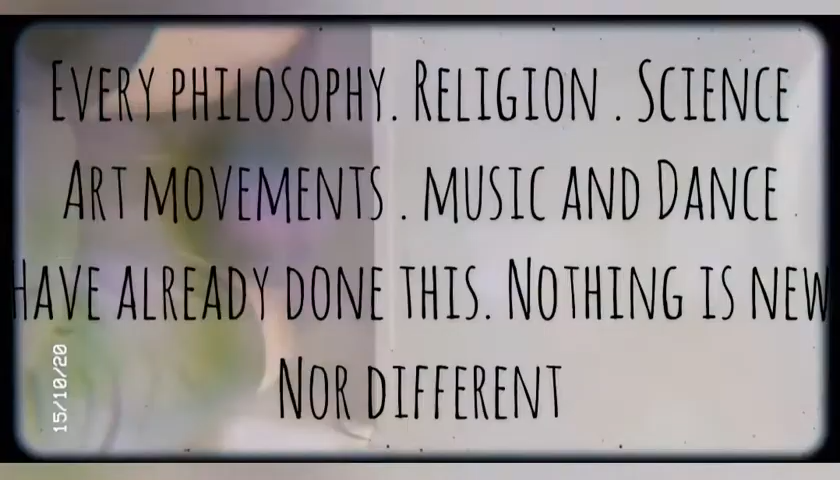 Every philosophy. Religion . Science
Art movements . music and Dance
Have already done this. Nothing is new
Nor different
15/10/20